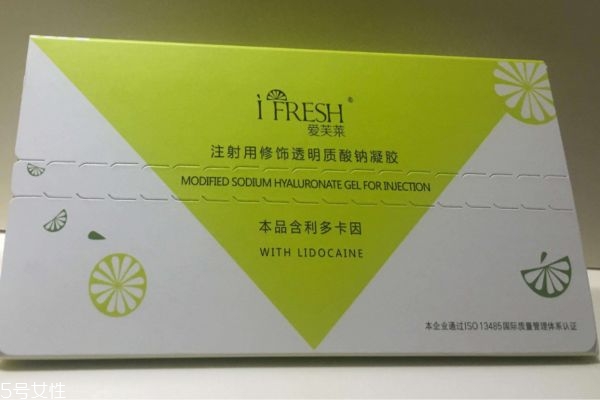 i FRESH®
爱芙莱
注射用修饰透明质酸钠凝胶
MODIFIED SODIUM HYALURONATE GEL FOR INJECTION
本品含利多卡因
WITH LIDOCAINE
本企业通过ISO 13485国际质量管理体系认证
5号女性